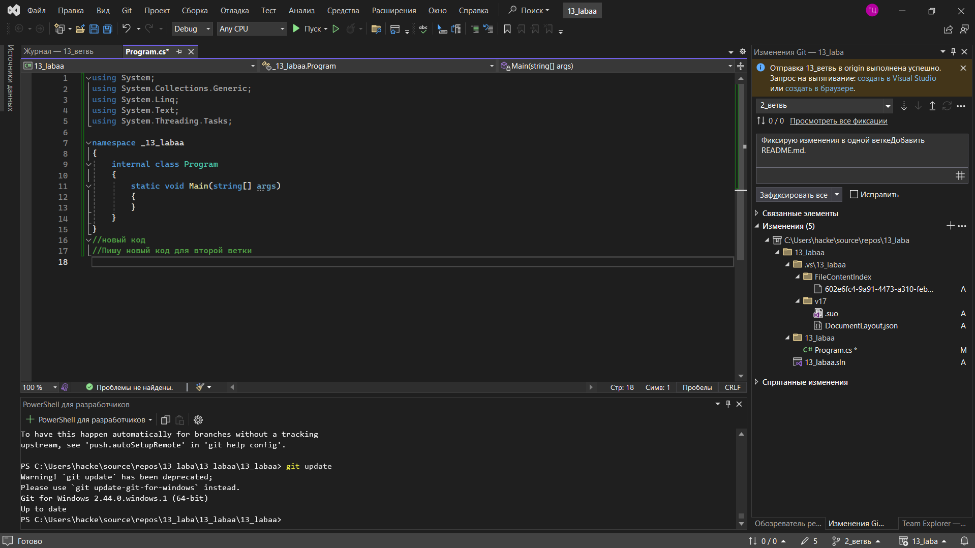 Файл Правка Вид Git Проект Сборка Отладка Тест Анализ Средства Расширения Окно Справка Поиск 13_labaa
Debug Any CPU Пуск
Источники данных
Журнал — 13_ветвь Program.cs*
13_labaa _13_labaa.Program Main(string[] args)
1 using System;
2 using System.Collections.Generic;
3 using System.Linq;
4 using System.Text;
5 using System.Threading.Tasks;
6
7 namespace _13_labaa
8 {
9 internal class Program
10 {
11 static void Main(string[] args)
12 {
13 }
14 }
15 }
16 //новый код
17 //Пишу новый код для второй ветки
18
100 % Проблемы не найдены. Стр: 18 Симв: 1 Пробелы CRLF
PowerShell для разработчиков
PowerShell для разработчиков
To have this happen automatically for branches without a tracking
upstream, see 'push.autoSetupRemote' in 'git help config'.
PS C:\Users\hacke\source\repos\13_laba\13_labaa\13_labaa> git update
Warning! `git update` has been deprecated;
Please use `git update-git-for-windows` instead.
Git for Windows 2.44.0.windows.1 (64-bit)
Up to date
PS C:\Users\hacke\source\repos\13_laba\13_labaa\13_labaa>
Изменения Git — 13_laba
Отправка 13_ветвь в origin выполнена успешно.
Запрос на вытягивание: создать в Visual Studio
или создать в браузере.
2_ветвь
0 / 0 Просмотреть все фиксации
Фиксирую изменения в одной веткеДобавить
README.md.
Зафиксировать все Исправить
Связанные элементы
Изменения (5)
C:\Users\hacke\source\repos\13_laba
13_labaa
.vs\13_labaa
FileContentIndex
602e6fc4-9a91-4473-a310-feb... A
v17
.suo A
DocumentLayout.json A
13_labaa
C# Program.cs * M
13_labaa.sln A
Спрятанные изменения
Обозреватель ре... Изменения Gi... Team Explorer —...
Готово 0 / 0 5 2_ветвь 13_laba